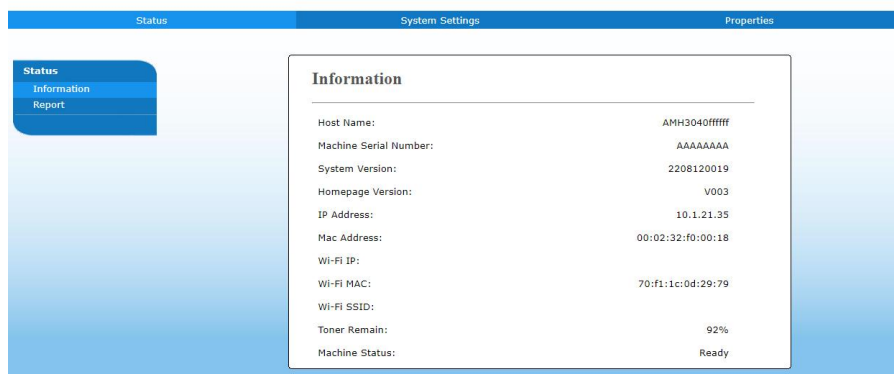 Status System Settings Properties
Status
Information
Report
Information
Host Name: AMH3040ffffff
Machine Serial Number: AAAAAAAA
System Version: 2208120019
Homepage Version: V003
IP Address: 10.1.21.35
Mac Address: 00:02:32:f0:00:18
Wi-Fi IP:
Wi-Fi MAC: 70:f1:1c:0d:29:79
Wi-Fi SSID:
Toner Remain: 92%
Machine Status: Ready